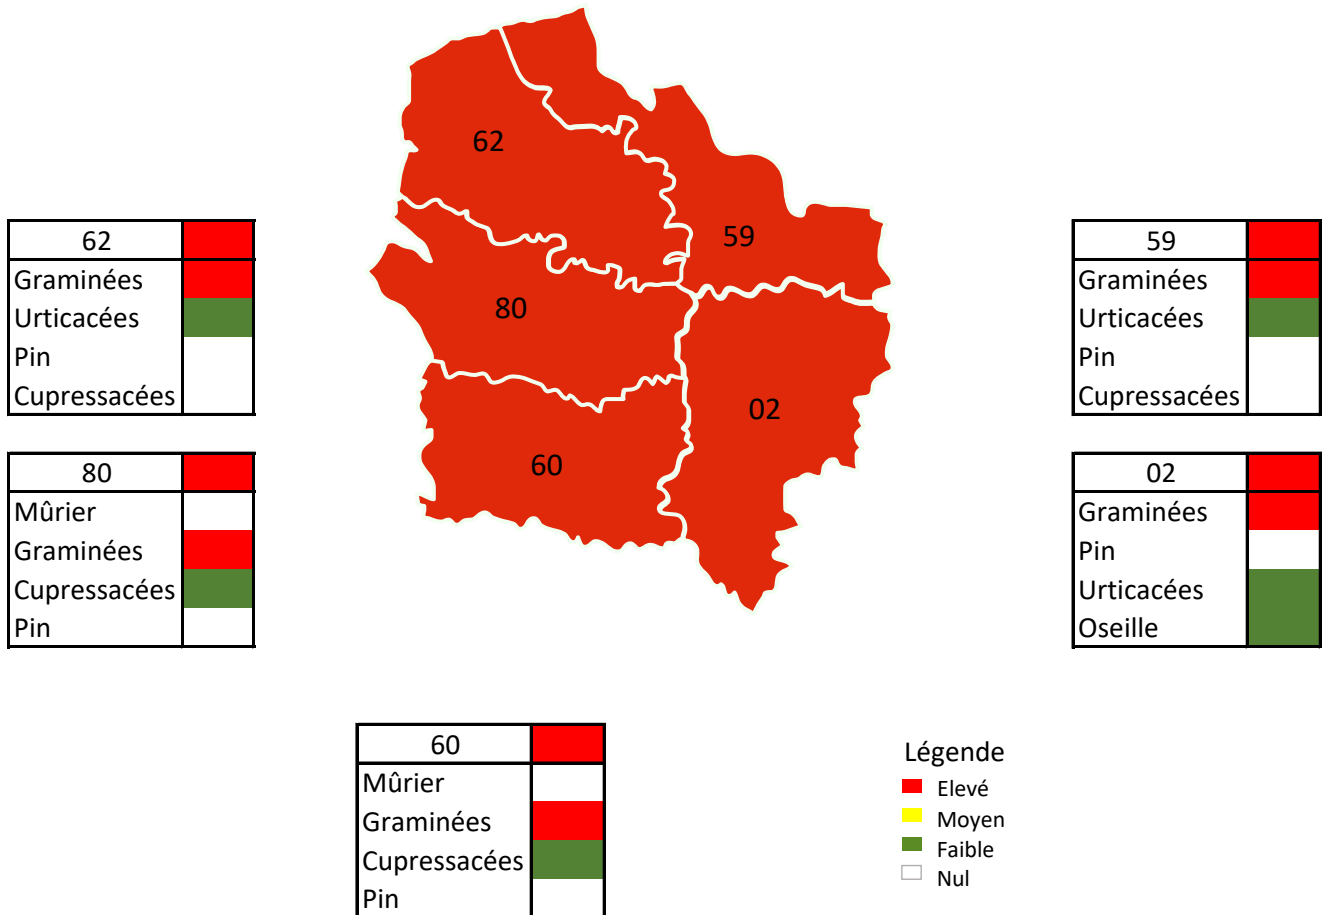 62
59
80
02
60
62
Graminées
Urticacées
Pin
Cupressacées
59
Graminées
Urticacées
Pin
Cupressacées
80
Mûrier
Graminées
Cupressacées
Pin
02
Graminées
Pin
Urticacées
Oseille
60
Mûrier
Graminées
Cupressacées
Pin
Légende
Elevé
Moyen
Faible
Nul